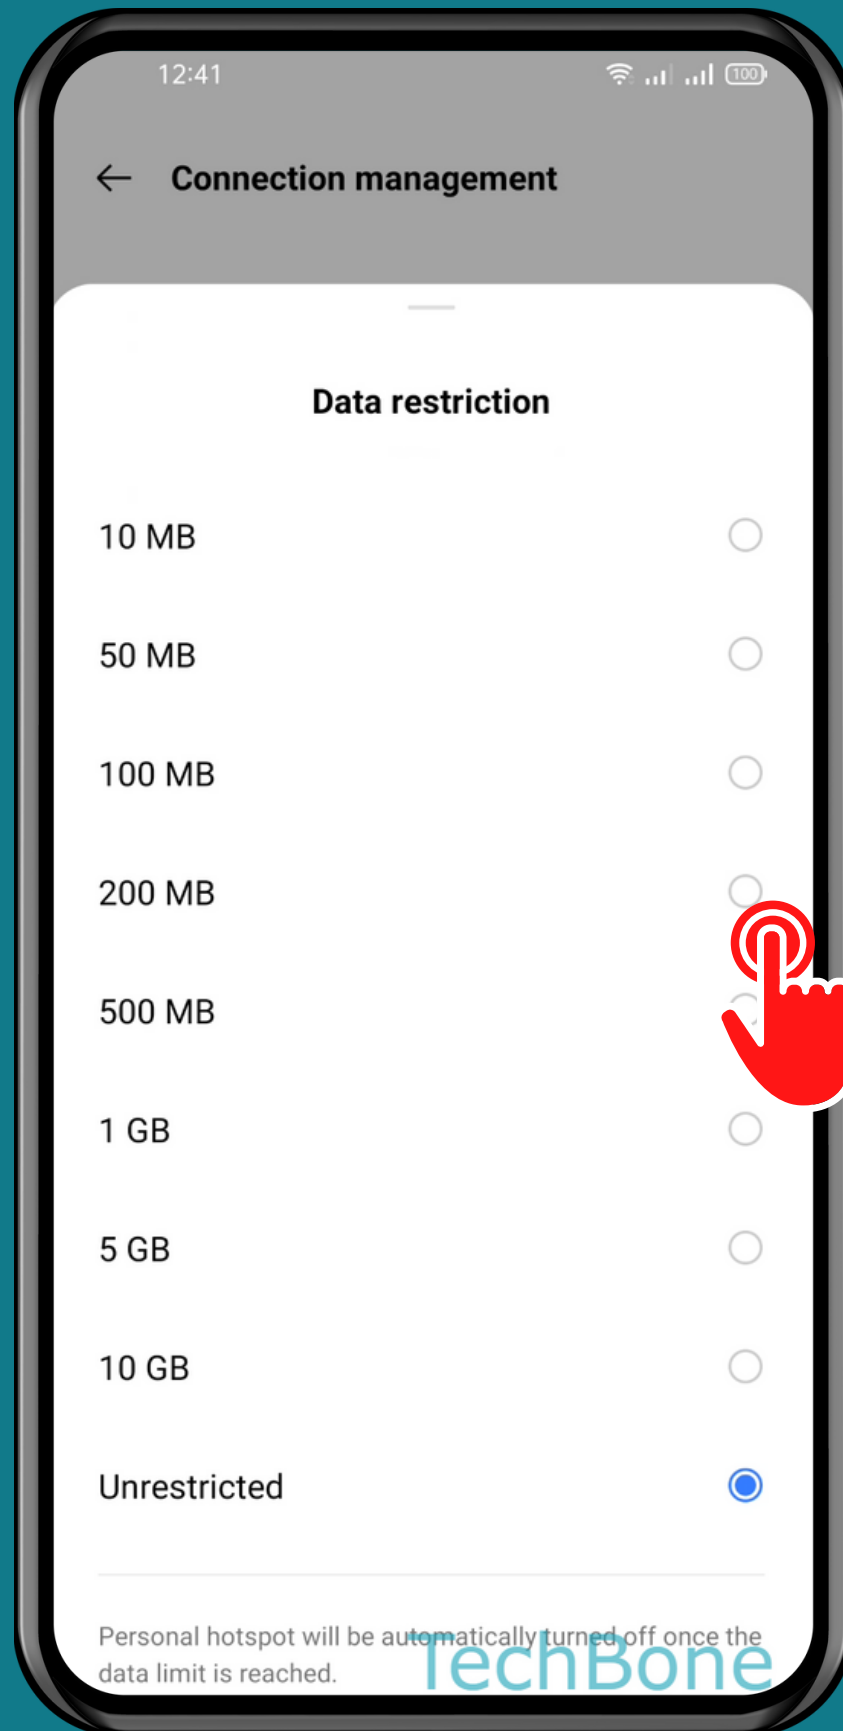 12:41
100
Connection management
Data restriction
10 MB
50 MB
100 MB
200 MB
500 MB
1 GB
5 GB
10 GB
Unrestricted
Personal hotspot will be automatically turned off once the
data limit is reached.
TechBone